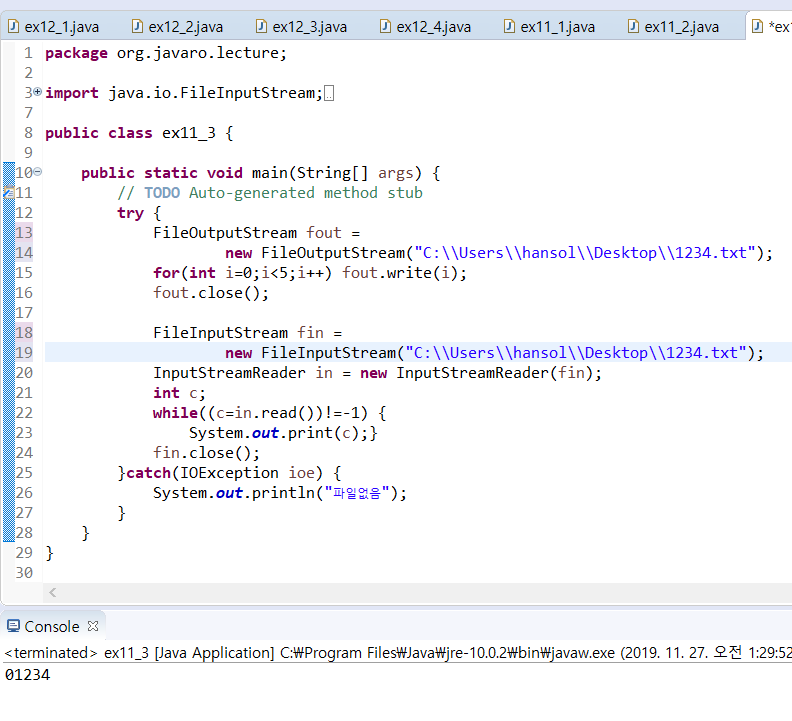 ex12_1.java ex12_2.java ex12_3.java ex12_4.java ex11_1.java ex11_2.java *ex1
1 package org.javaro.lecture;
2
3 import java.io.FileInputStream;
7
8 public class ex11_3 {
9
10 public static void main(String[] args) {
11 // TODO Auto-generated method stub
12 try {
13 FileOutputStream fout =
14 new FileOutputStream("C:\\Users\\hansol\\Desktop\\1234.txt");
15 for(int i=0;i<5;i++) fout.write(i);
16 fout.close();
17
18 FileInputStream fin =
19 new FileInputStream("C:\\Users\\hansol\\Desktop\\1234.txt");
20 InputStreamReader in = new InputStreamReader(fin);
21 int c;
22 while((c=in.read())!=-1) {
23 System.out.print(c);}
24 fin.close();
25 }catch(IOException ioe) {
26 System.out.println("파일없음");
27 }
28 }
29 }
30
Console
<terminated> ex11_3 [Java Application] C:₩Program Files₩Java₩jre-10.0.2₩bin₩javaw.exe (2019. 11. 27. 오전 1:29:52
01234